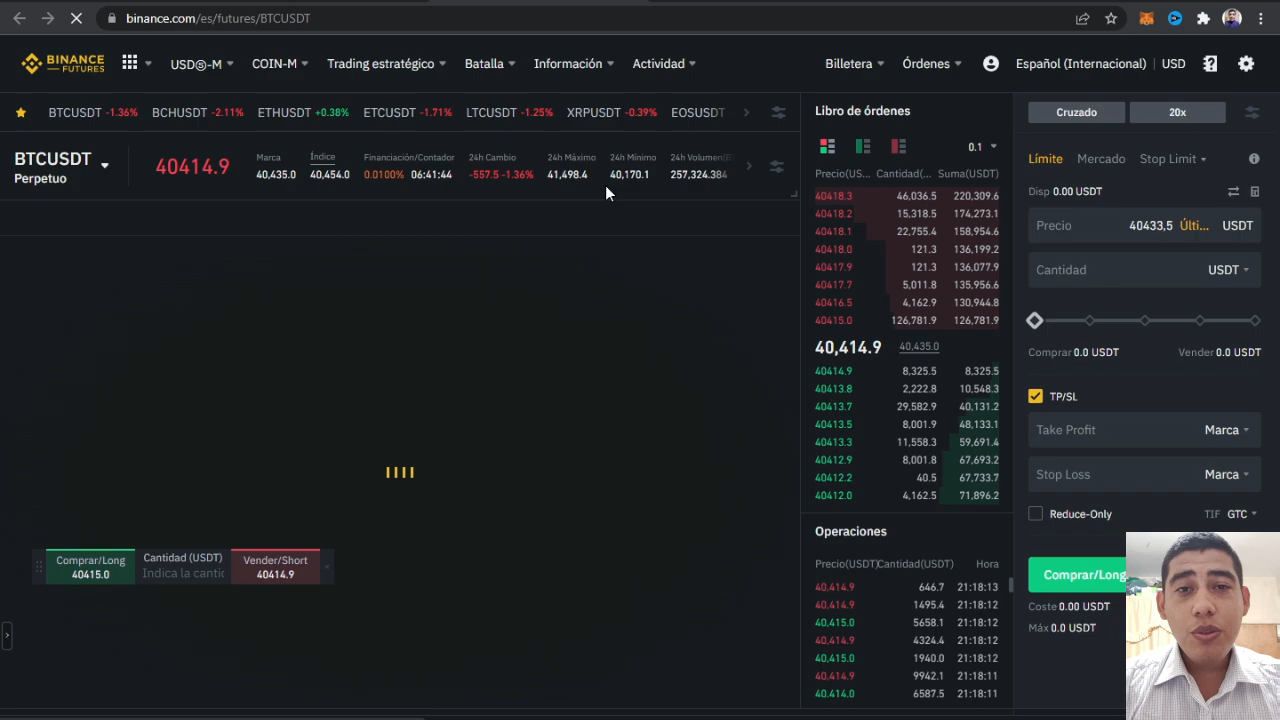 binance.com/es/futures/BTCUSDT
BINANCE
FUTURES
USDⓈ-M
COIN-M
Trading estratégico
Batalla
Información
Actividad
Billetera
Órdenes
Español (Internacional)
USD
BTCUSDT -1.36%
BCHUSDT -2.11%
ETHUSDT +0.38%
ETCUSDT -1.71%
LTCUSDT -1.25%
XRPUSDT -0.39%
EOSUSDT
BTCUSDT
Perpetuo
40414.9
Marca
40,435.0
Índice
40,454.0
Financiación/Contador
0.0100% 06:41:44
24h Cambio
-557.5 -1.36%
24h Máximo
41,498.4
24h Mínimo
40,170.1
24h Volumen(B
257,324.384
Comprar/Long
40415.0
Cantidad (USDT)
Indica la cantic
Vender/Short
40414.9
Libro de órdenes
0.1
Precio(US... Cantidad(... Suma(USDT)
40418.3 46,036.5 220,309.6
40418.2 15,318.5 174,273.1
40418.1 22,755.4 158,954.6
40418.0 121.3 136,199.2
40417.9 121.3 136,077.9
40417.7 5,011.8 135,956.6
40416.5 4,162.9 130,944.8
40415.0 126,781.9 126,781.9
40,414.9 40,435.0
40414.9 8,325.5 8,325.5
40413.8 2,222.8 10,548.3
40413.7 29,582.9 40,131.2
40413.5 8,001.9 48,133.1
40413.3 11,558.3 59,691.4
40412.9 8,001.8 67,693.2
40412.2 40.5 67,733.7
40412.0 4,162.5 71,896.2
Operaciones
Precio(USDT) Cantidad(USDT) Hora
40,414.9 646.7 21:18:13
40,414.9 1495.4 21:18:12
40,415.0 5658.1 21:18:12
40,414.9 4324.4 21:18:12
40,415.0 1940.0 21:18:12
40,414.9 9942.1 21:18:11
40,414.0 6587.5 21:18:11
Cruzado
20x
Límite
Mercado
Stop Limit
Disp 0.00 USDT
Precio 40433,5 Últi... USDT
Cantidad USDT
Comprar 0.0 USDT
Vender 0.0 USDT
TP/SL
Take Profit Marca
Stop Loss Marca
Reduce-Only
TIF GTC
Comprar/Long
Coste 0.00 USDT
Máx 0.0 USDT